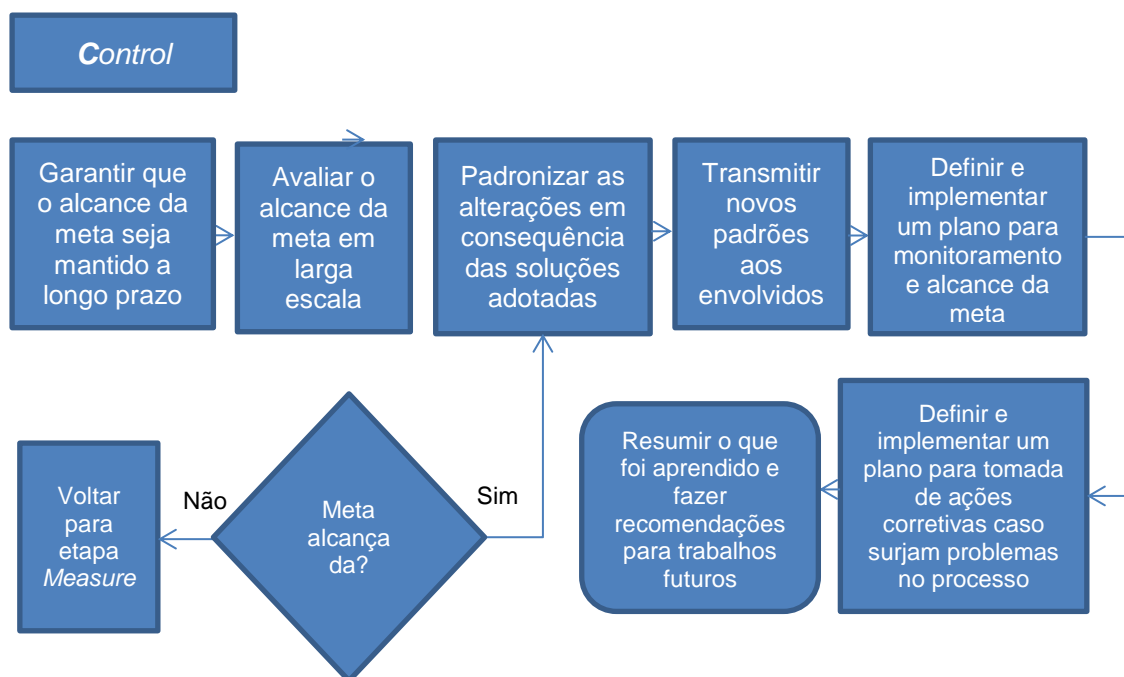 Control
Garantir que
o alcance da
meta seja
mantido a
longo prazo
Avaliar o
alcance da
meta em
larga
escala
Padronizar as
alterações em
consequência
das soluções
adotadas
Transmitir
novos
padrões
aos
envolvidos
Definir e
implementar
um plano para
monitoramento
e alcance da
meta
Voltar
para
etapa
Measure
Não
Meta
alcança
da?
Sim
Resumir o que
foi aprendido e
fazer
recomendações
para trabalhos
futuros
Definir e
implementar um
plano para tomada
de ações
corretivas caso
surjam problemas
no processo